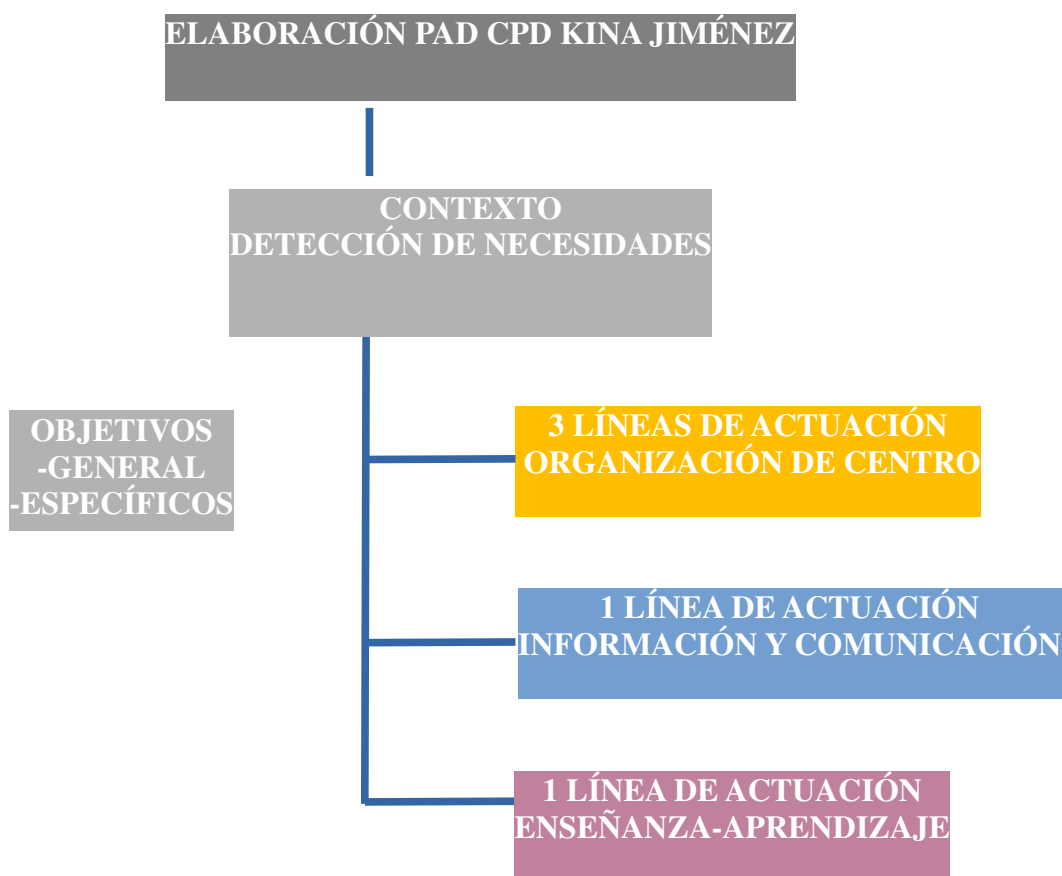 ELABORACIÓN PAD CPD KINA JIMÉNEZ
CONTEXTO
DETECCIÓN DE NECESIDADES
OBJETIVOS
-GENERAL
-ESPECÍFICOS
3 LÍNEAS DE ACTUACIÓN
ORGANIZACIÓN DE CENTRO
1 LÍNEA DE ACTUACIÓN
INFORMACIÓN Y COMUNICACIÓN
1 LÍNEA DE ACTUACIÓN
ENSEÑANZA-APRENDIZAJE